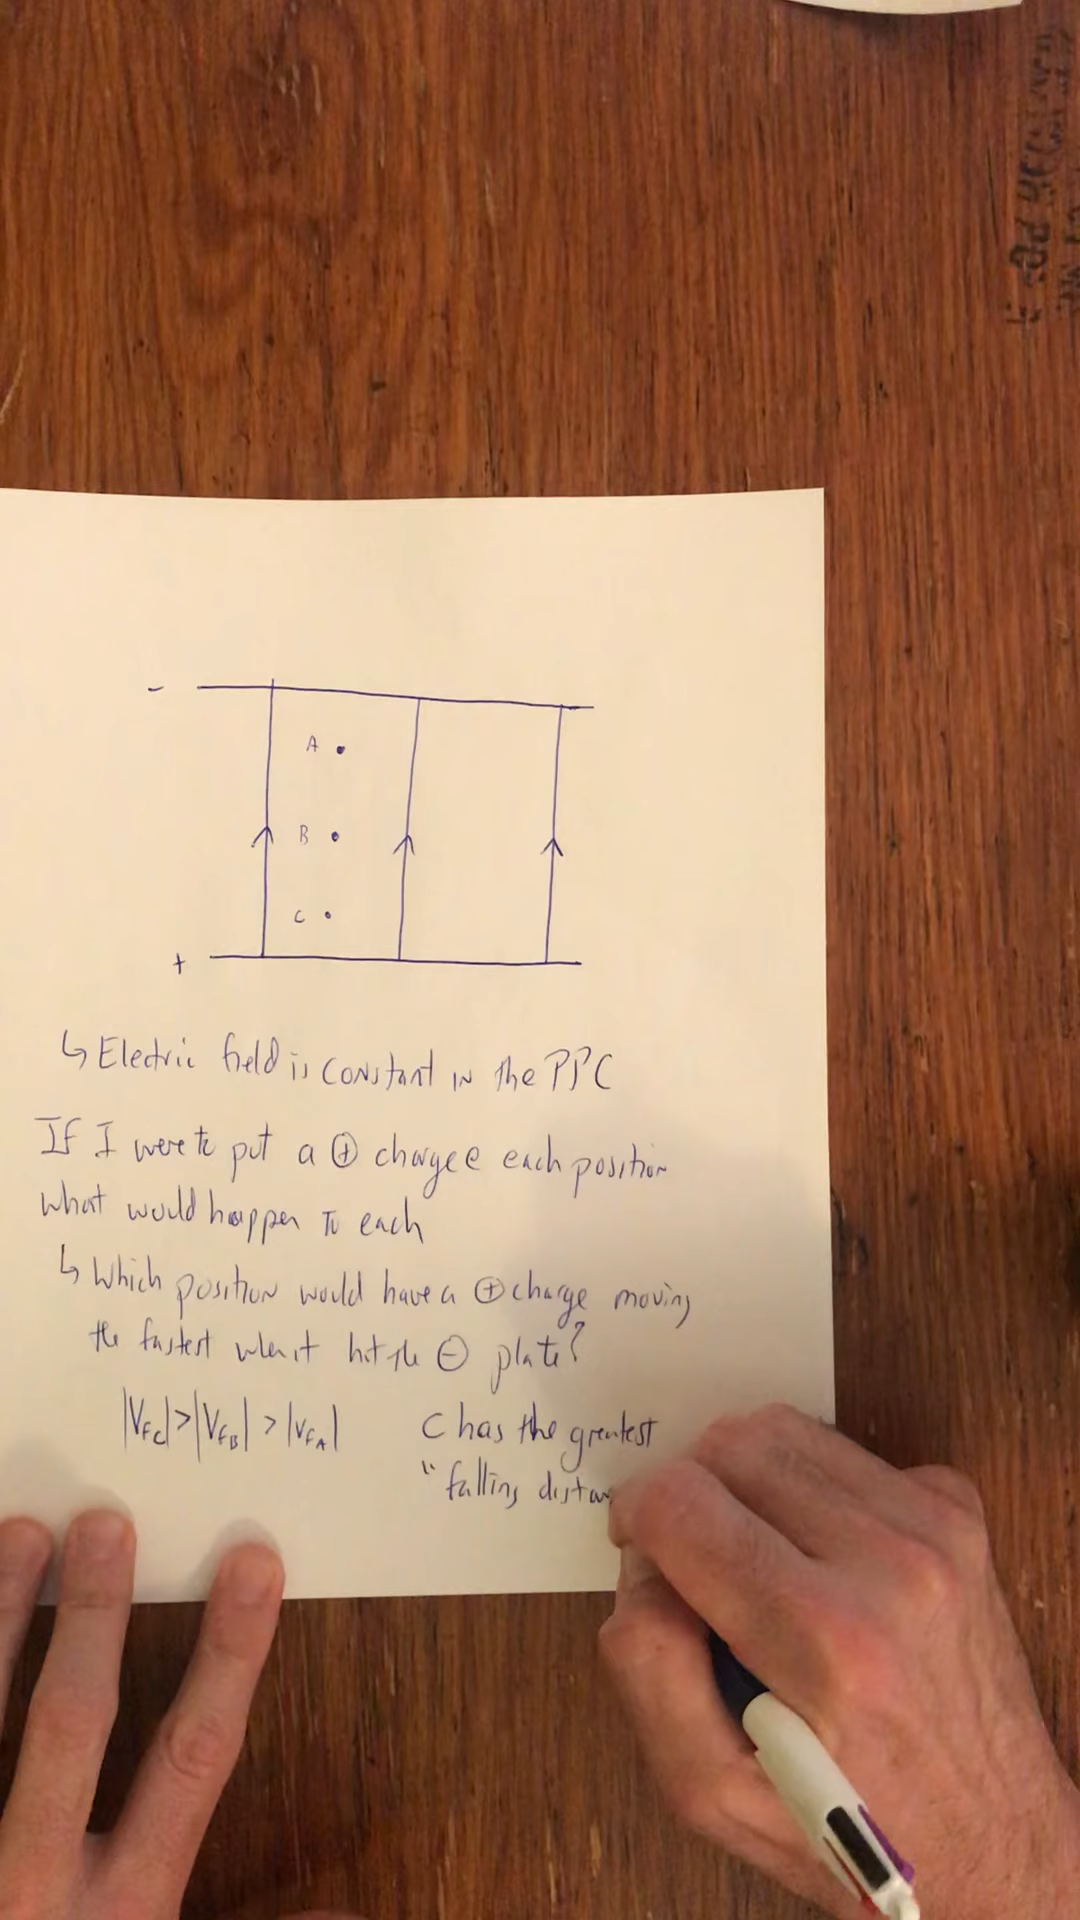 -
A
B
C
+
↳ Electric field is constant in the PPC
If I were to put a ⊕ charge @ each position
what would happen to each
↳ Which position would have a ⊕ charge moving
the fastest when it hit the ⊖ plate?
|V_fC| > |V_fB| > |V_fA| C has the greatest
"falling